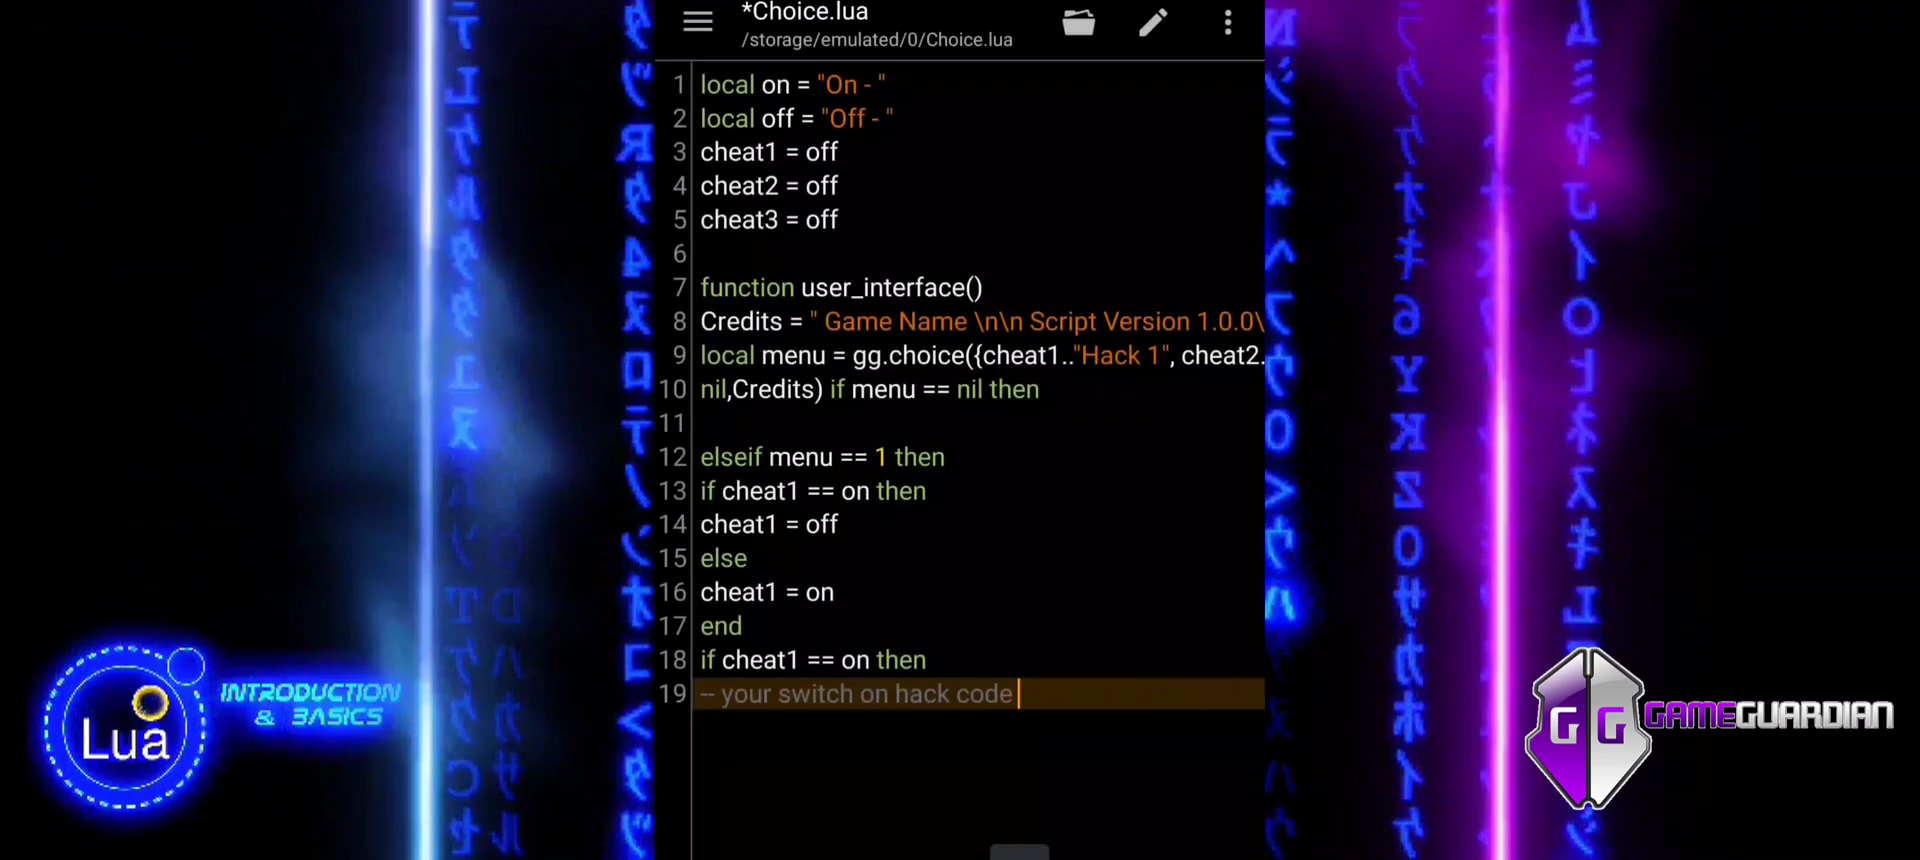 *Choice.lua
/storage/emulated/0/Choice.lua
1 local on = "On - "
2 local off = "Off - "
3 cheat1 = off
4 cheat2 = off
5 cheat3 = off
6
7 function user_interface()
8 Credits = " Game Name \n\n Script Version 1.0.0\
9 local menu = gg.choice({cheat1.."Hack 1", cheat2.
10 nil,Credits) if menu == nil then
11
12 elseif menu == 1 then
13 if cheat1 == on then
14 cheat1 = off
15 else
16 cheat1 = on
17 end
18 if cheat1 == on then
19 -- your switch on hack code
Lua
INTRODUCTION
& BASICS
GG
GAMEGUARDIAN